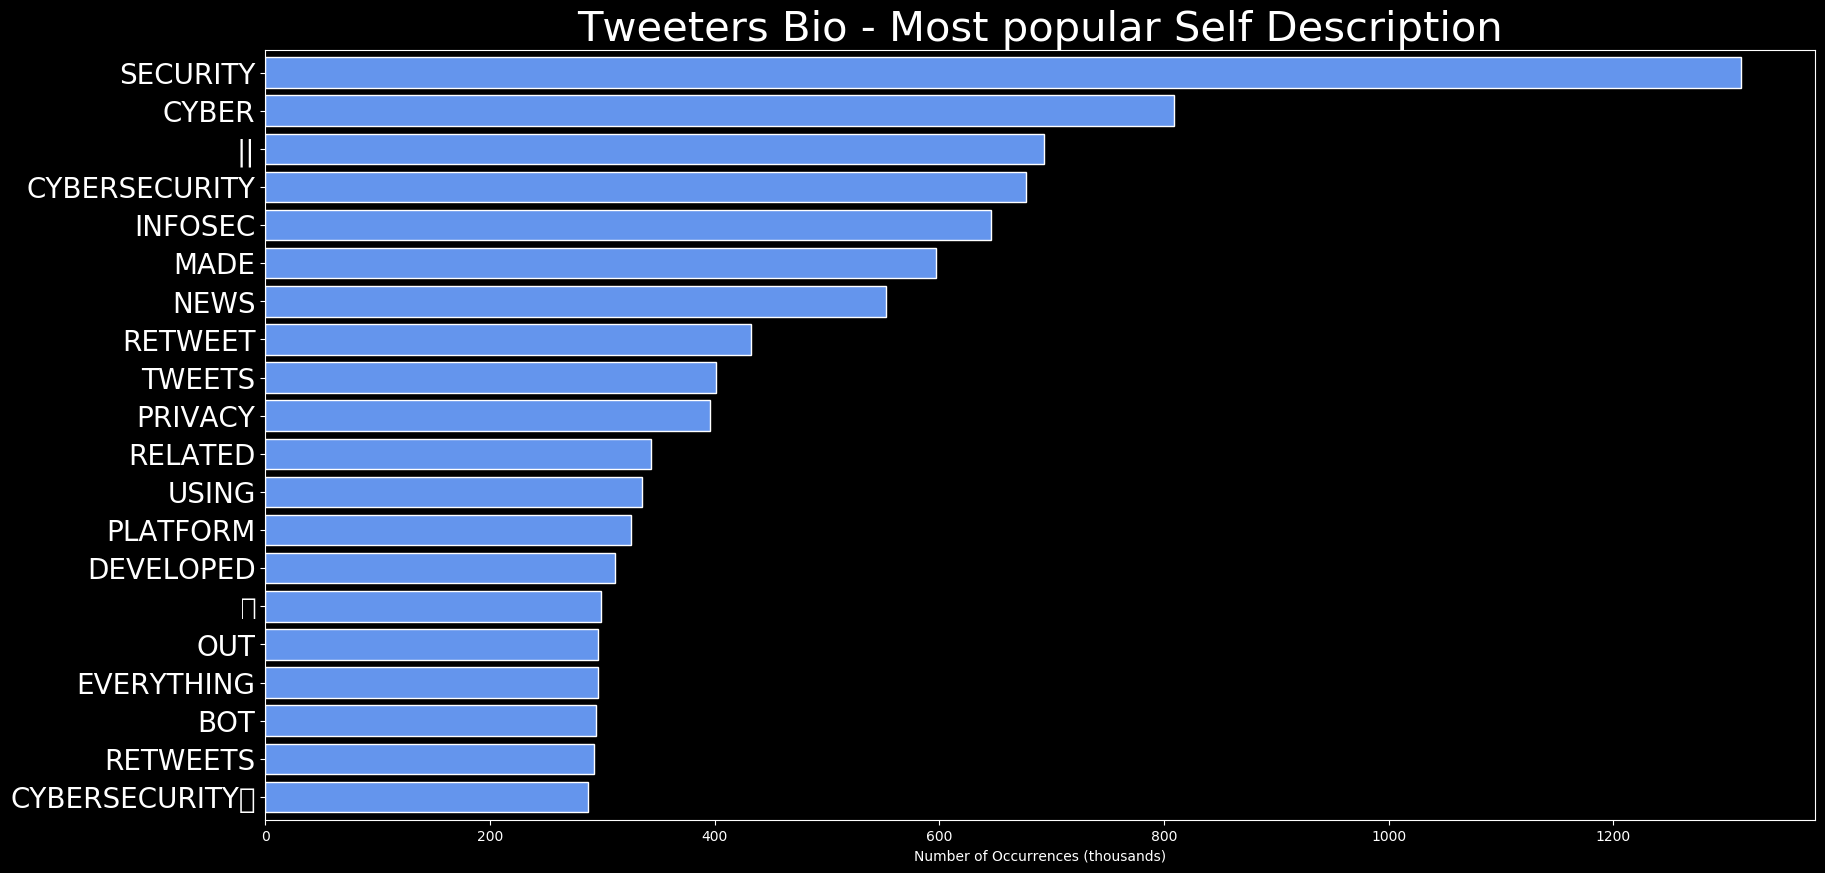 Tweeters Bio - Most popular Self Description
SECURITY
CYBER
||
CYBERSECURITY
INFOSEC
MADE
NEWS
RETWEET
TWEETS
PRIVACY
RELATED
USING
PLATFORM
DEVELOPED
OUT
EVERYTHING
BOT
RETWEETS
CYBERSECURITY
0 200 400 600 800 1000 1200
Number of Occurrences (thousands)